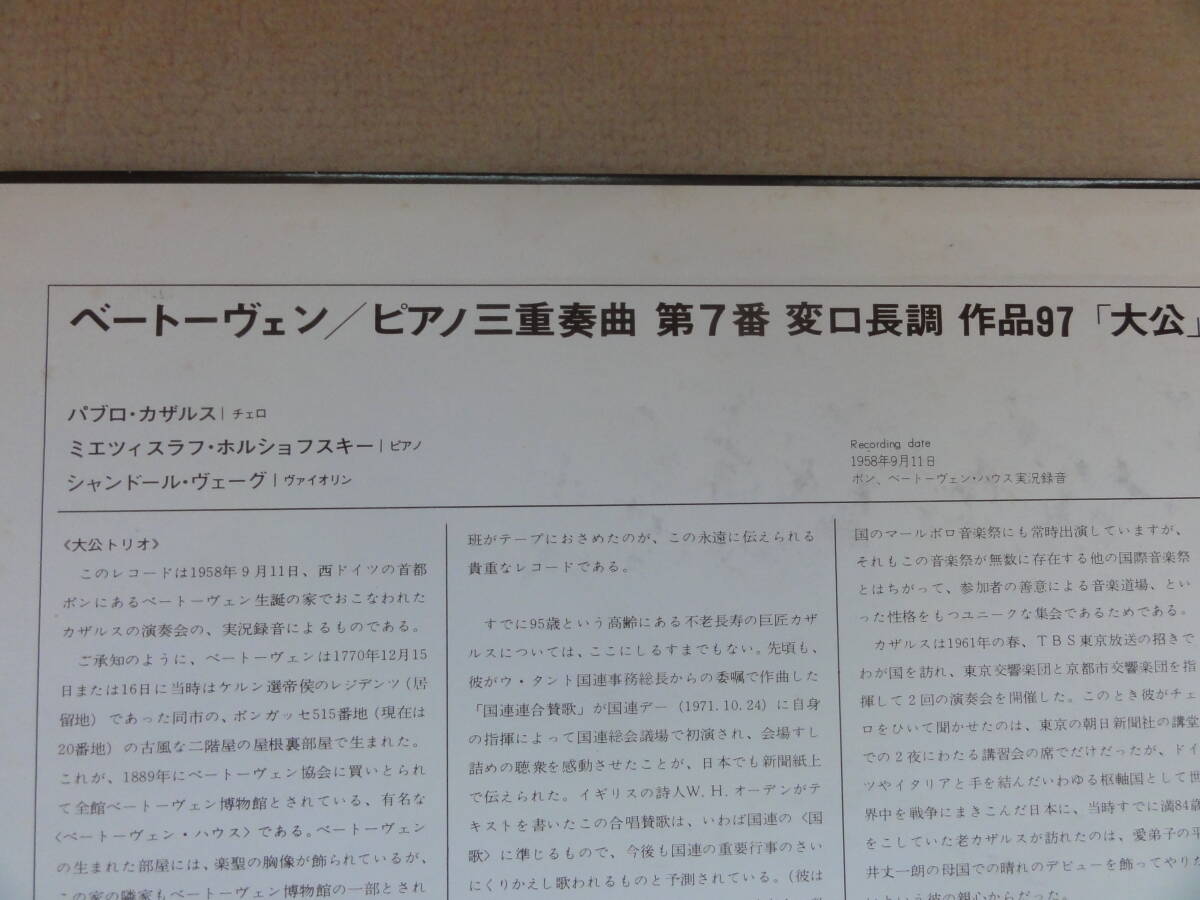 ベートーヴェン／ピアノ三重奏曲 第7番 変ロ長調 作品97「大公」
パブロ・カザルス | チェロ
ミエツィスラフ・ホルショフスキー | ピアノ
シャンドール・ヴェーグ | ヴァイオリン
Recording date
1958年9月11日
ボン、ベートーヴェン・ハウス実況録音
〈大公トリオ〉
このレコードは1958年9月11日、西ドイツの首都
ボンにあるベートーヴェン生誕の家でおこなわれた
カザルスの演奏会の、実況録音によるものである。
ご承知のように、ベートーヴェンは1770年12月15
日または16日に当時はケルン選帝侯のレジデンツ（居
留地）であった同市の、ボンガッセ515番地（現在は
20番地）の古風な二階屋の屋根裏部屋で生まれた。
これが、1889年にベートーヴェン協会に買いとられ
て全館ベートーヴェン博物館とされている、有名な
〈ベートーヴェン・ハウス〉である。ベートーヴェン
の生まれた部屋には、楽聖の胸像が飾られているが、
この家の隣家もベートーヴェン博物館の一部とされ
班がテープにおさめたのが、この永遠に伝えられる
貴重なレコードである。
すでに95歳という高齢にある不老長寿の巨匠カザ
ルスについては、ここにしるすまでもない。先頃も、
彼がウ・タント国連事務総長からの委嘱で作曲した
「国連連合賛歌」が国連デー（1971.10.24）に自身
の指揮によって国連総会議場で初演され、会場すし
詰めの聴衆を感動させたことが、日本でも新聞紙上
で伝えられた。イギリスの詩人W.H.オーデンがテ
キストを書いたこの合唱賛歌は、いわば国連の〈国
歌〉に準じるもので、今後も国連の重要行事のさい
にくりかえし歌われるものと予測されている。（彼は
国のマールボロ音楽祭にも常時出演していますが、
それもこの音楽祭が無数に存在する他の国際音楽祭
とはちがって、参加者の善意による音楽道場、とい
った性格をもつユニークな集会であるためである。
カザルスは1961年の春、TBS東京放送の招きで
わが国を訪れ、東京交響楽団と京都市交響楽団を指
揮して2回の演奏会を開催した。このとき彼がチェ
ロをひいて聞かせたのは、東京の朝日新聞社の講堂
での2夜にわたる講習会の席でだけだったが、ドイ
ツやイタリアと手を結んだいわゆる枢軸国として世
界中を戦争にまきこんだ日本に、当時すでに満84歳
をこしていた老カザルスが訪れたのは、愛弟子の平
井丈一朗の母国での晴れのデビューを飾ってやりた
いという彼の親心からだった。